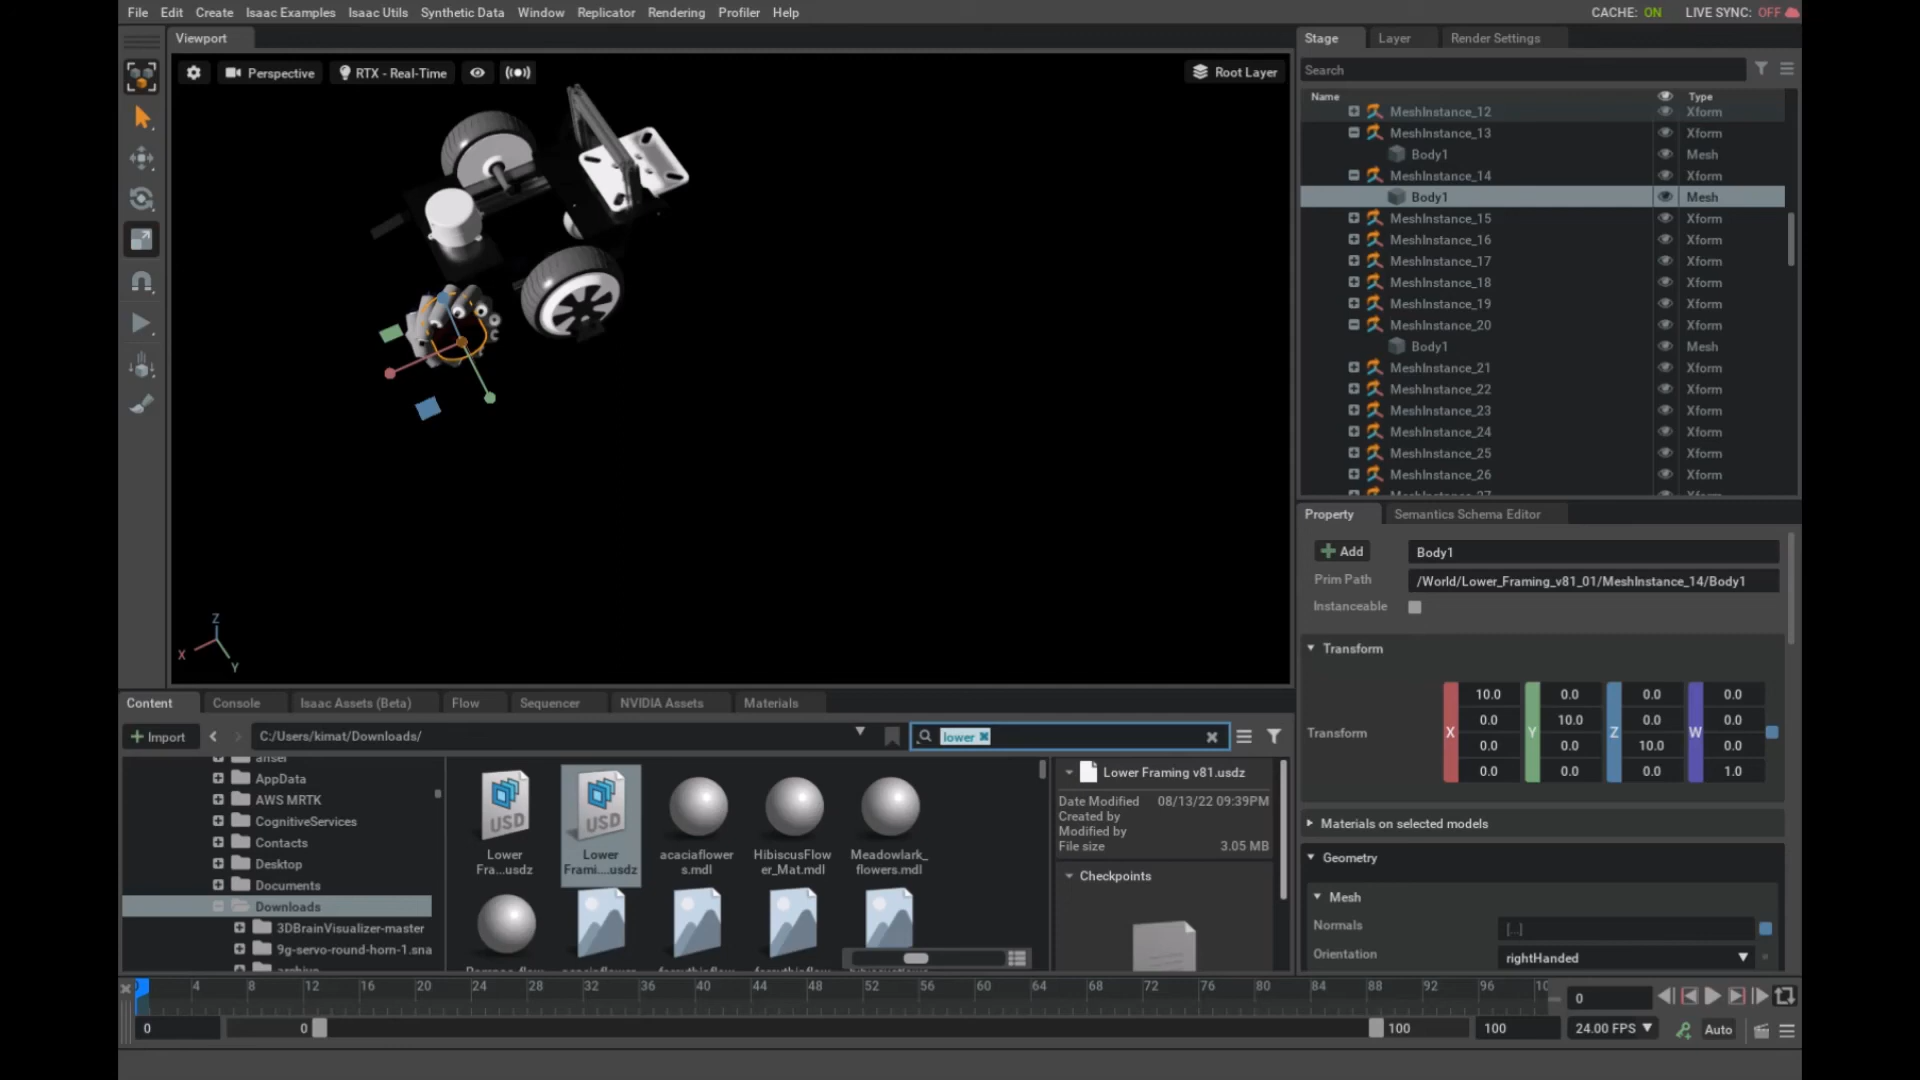 File Edit Create Isaac Examples Isaac Utils Synthetic Data Window Replicator Rendering Profiler Help
CACHE: ON LIVE SYNC: OFF
Viewport
Perspective RTX - Real-Time Root Layer
Z
X
Y
Stage Layer Render Settings
Search
Name Type
MeshInstance_12 Xform
MeshInstance_13 Xform
Body1 Mesh
MeshInstance_14 Xform
Body1 Mesh
MeshInstance_15 Xform
MeshInstance_16 Xform
MeshInstance_17 Xform
MeshInstance_18 Xform
MeshInstance_19 Xform
MeshInstance_20 Xform
Body1 Mesh
MeshInstance_21 Xform
MeshInstance_22 Xform
MeshInstance_23 Xform
MeshInstance_24 Xform
MeshInstance_25 Xform
MeshInstance_26 Xform
MeshInstance_27 Xform
Property Semantics Schema Editor
Add Body1
Prim Path /World/Lower_Framing_v81_01/MeshInstance_14/Body1
Instanceable
Transform
Transform X Y Z W
10.0 0.0 0.0 0.0
0.0 10.0 0.0 0.0
0.0 0.0 10.0 0.0
0.0 0.0 0.0 1.0
Materials on selected models
Geometry
Mesh
Normals [...]
Orientation rightHanded
Content Console Isaac Assets (Beta) Flow Sequencer NVIDIA Assets Materials
Import C:/Users/kimat/Downloads/ lower
ansel
AppData
AWS MRTK
CognitiveServices
Contacts
Desktop
Documents
Downloads
3DBrainVisualizer-master
9g-servo-round-horn-1.sna
archive
USD USD
Lower Fra...usdz
Lower Frami....usdz
acaciaflower s.mdl
HibiscusFlow er_Mat.mdl
Meadowlark_ flowers.mdl
Lower Framing v81.usdz
Date Modified 08/13/22 09:39PM
Created by
Modified by
File size 3.05 MB
Checkpoints
4 8 12 16 20 24 28 32 36 40 44 48 52 56 60 64 68 72 76 80 84 88 92 96 10
0
0 0 100 100 24.00 FPS Auto